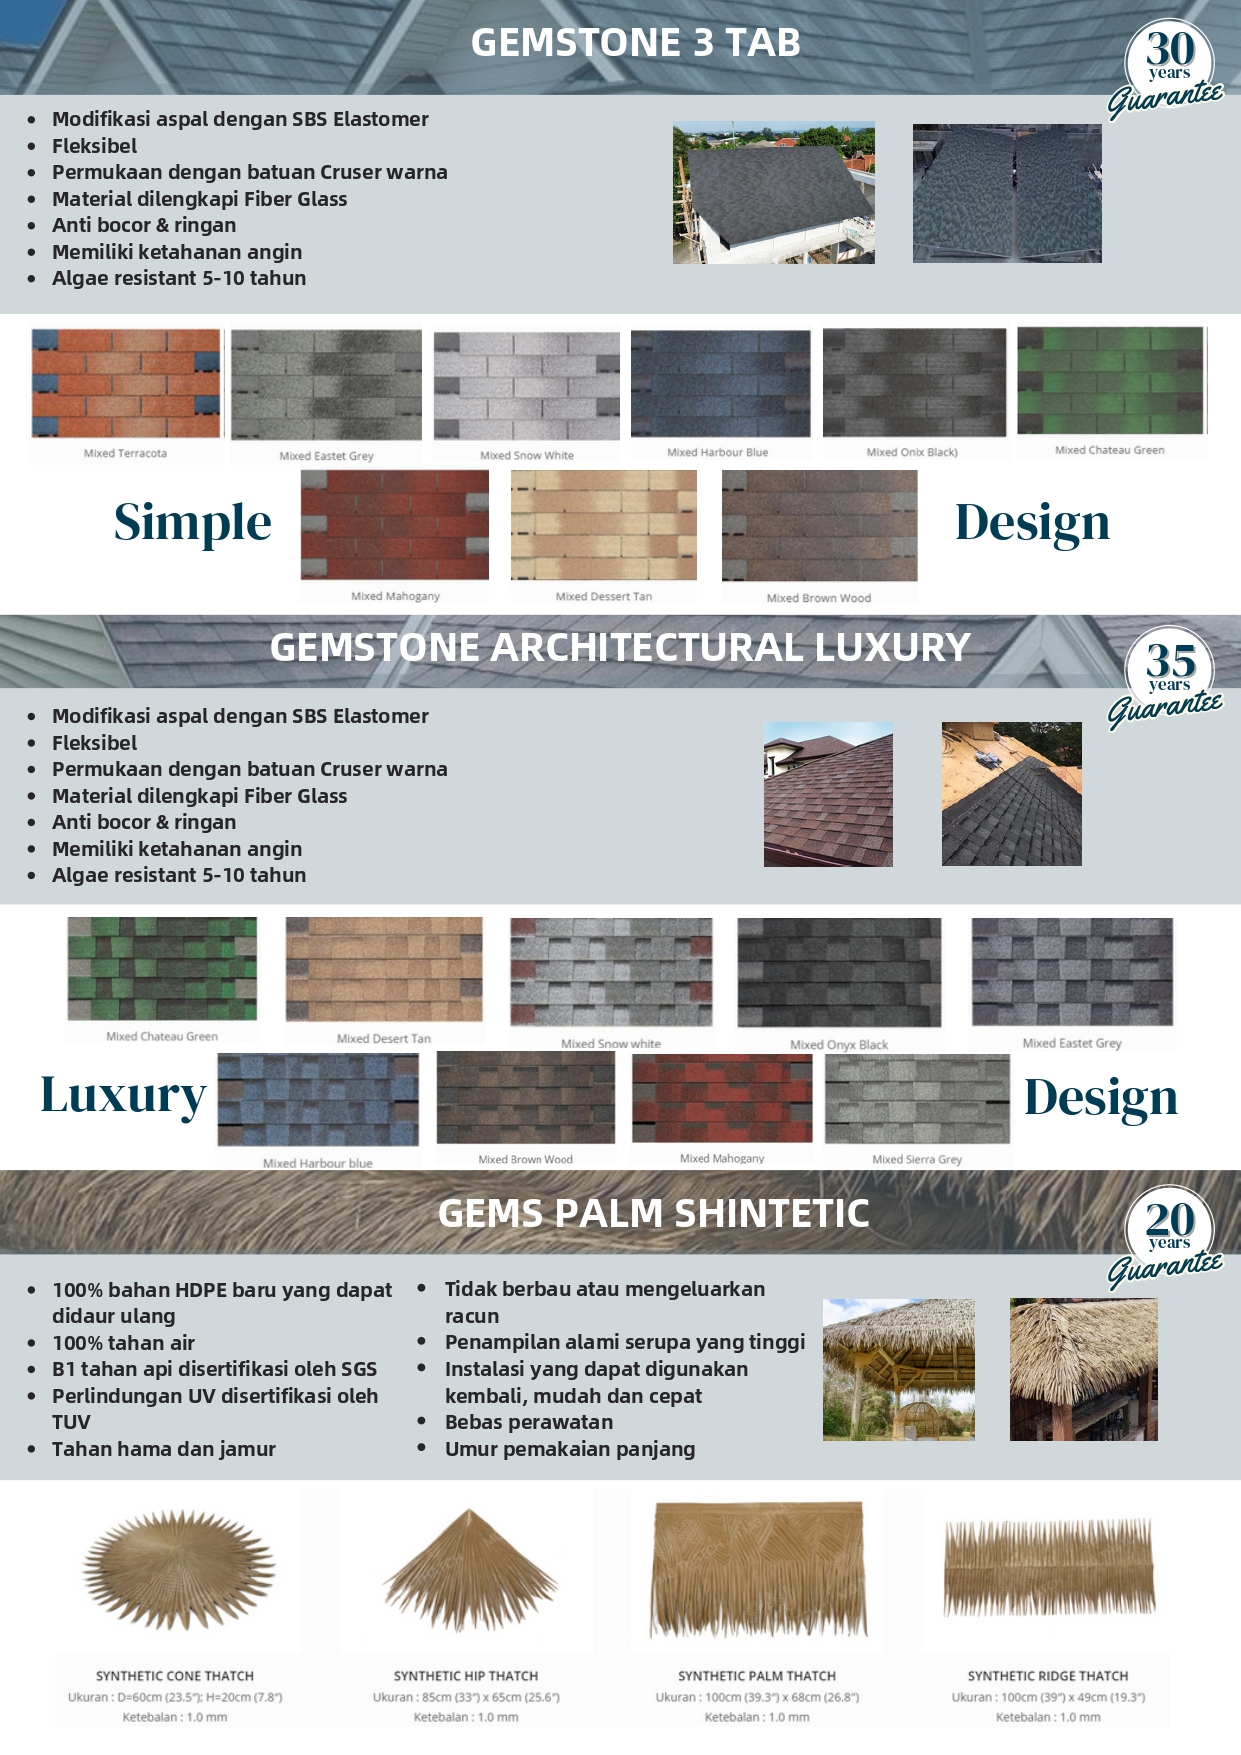 GEMSTONE 3 TAB
30
years
Guarantee
Modifikasi aspal dengan SBS Elastomer
Fleksibel
Permukaan dengan batuan Cruser warna
Material dilengkapi Fiber Glass
Anti bocor & ringan
Memiliki ketahanan angin
Algae resistant 5-10 tahun
Mixed Terracota
Mixed Eastet Grey
Mixed Snow White
Mixed Harbour Blue
Mixed Onix Black)
Mixed Chateau Green
Simple
Design
Mixed Mahogany
Mixed Dessert Tan
Mixed Brown Wood
GEMSTONE ARCHITECTURAL LUXURY
35
years
Guarantee
Modifikasi aspal dengan SBS Elastomer
Fleksibel
Permukaan dengan batuan Cruser warna
Material dilengkapi Fiber Glass
Anti bocor & ringan
Memiliki ketahanan angin
Algae resistant 5-10 tahun
Mixed Chateau Green
Mixed Desert Tan
Mixed Snow white
Mixed Onyx Black
Mixed Eastet Grey
Luxury
Design
Mixed Harbour blue
Mixed Brown Wood
Mixed Mahogany
Mixed Sierra Grey
GEMS PALM SHINTETIC
20
years
Guarantee
100% bahan HDPE baru yang dapat
didaur ulang
100% tahan air
B1 tahan api disertifikasi oleh SGS
Perlindungan UV disertifikasi oleh
TUV
Tahan hama dan jamur
Tidak berbau atau mengeluarkan
racun
Penampilan alami serupa yang tinggi
Instalasi yang dapat digunakan
kembali, mudah dan cepat
Bebas perawatan
Umur pemakaian panjang
SYNTHETIC CONE THATCH
Ukuran : D=60cm (23.5″); H=20cm (7.8″)
Ketebalan : 1.0 mm
SYNTHETIC HIP THATCH
Ukuran : 85cm (33″) x 65cm (25.6″)
Ketebalan : 1.0 mm
SYNTHETIC PALM THATCH
Ukuran : 100cm (39.3″) x 68cm (26.8″)
Ketebalan : 1.0 mm
SYNTHETIC RIDGE THATCH
Ukuran : 100cm (39″) x 49cm (19.3″)
Ketebalan : 1.0 mm